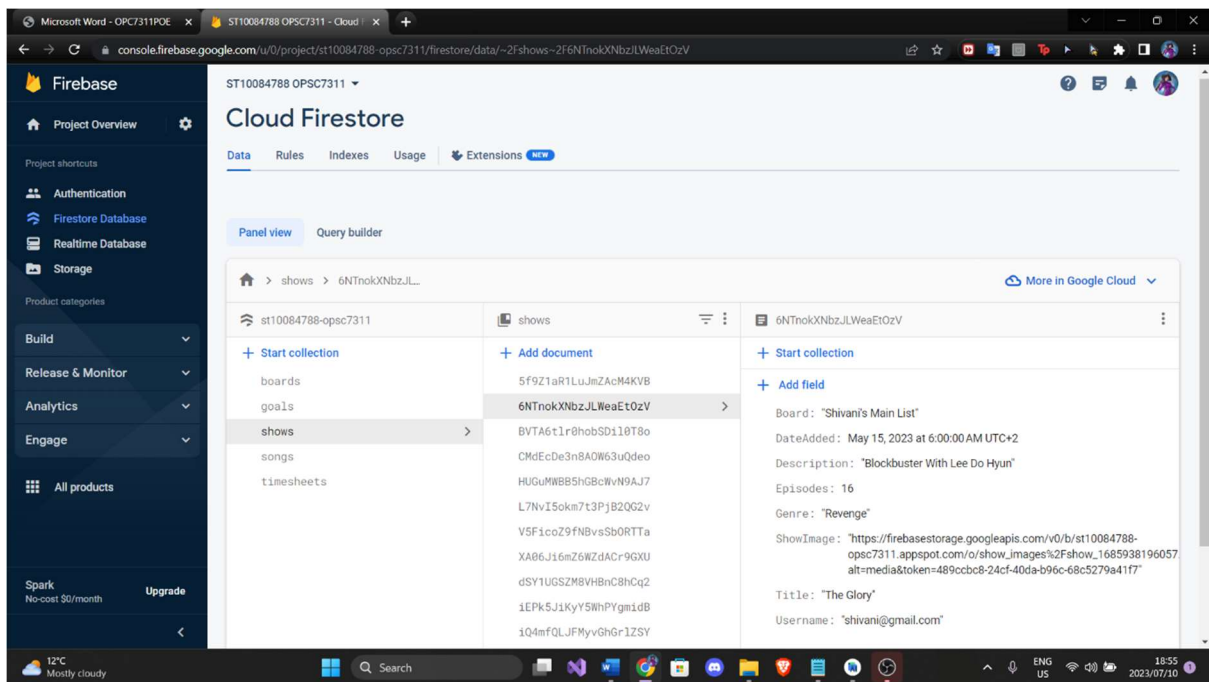 Microsoft Word - OPC7311POE
ST10084788 OPSC7311 - Cloud
console.firebase.google.com/u/0/project/st10084788-opsc7311/firestore/data/~2Fshows~2F6NTnokXNbzJLWeaEtOzV
Firebase
Project Overview
Project shortcuts
Authentication
Firestore Database
Realtime Database
Storage
Product categories
Build
Release & Monitor
Analytics
Engage
All products
Spark
No-cost $0/month
Upgrade
ST10084788 OPSC7311
Cloud Firestore
Data Rules Indexes Usage Extensions NEW
Panel view Query builder
shows > 6NTnokXNbzJL...
More in Google Cloud
st10084788-opsc7311
+ Start collection
boards
goals
shows
songs
timesheets
shows
+ Add document
5f9Z1aR1LuJmZAcM4KVB
6NTnokXNbzJLWeaEtOzV
BVTA6tlr0hobSDil0T8o
CMdEcDe3n8AOW63uQdeo
HUGuMWBB5hGBcWvN9AJ7
L7NvI5okm7t3PjB2QG2v
V5FicoZ9fNBvsSbORTTa
XA06Ji6mZ6WZdACr9GXU
dSY1UGSZM8VHBnC8hCq2
iEPk5JiKyY5WhPYgmidB
iQ4mfQLJFMyvGhGrlZSY
6NTnokXNbzJLWeaEtOzV
+ Start collection
+ Add field
Board: "Shivani's Main List"
DateAdded: May 15, 2023 at 6:00:00 AM UTC+2
Description: "Blockbuster With Lee Do Hyun"
Episodes: 16
Genre: "Revenge"
ShowImage: "https://firebasestorage.googleapis.com/v0/b/st10084788-
opsc7311.appspot.com/o/show_images%2Fshow_1685938196057
alt=media&token=489ccbc8-24cf-40da-b96c-68c5279a41f7"
Title: "The Glory"
Username: "shivani@gmail.com"
12°C
Mostly cloudy
Search
ENG
US
18:55
2023/07/10
1